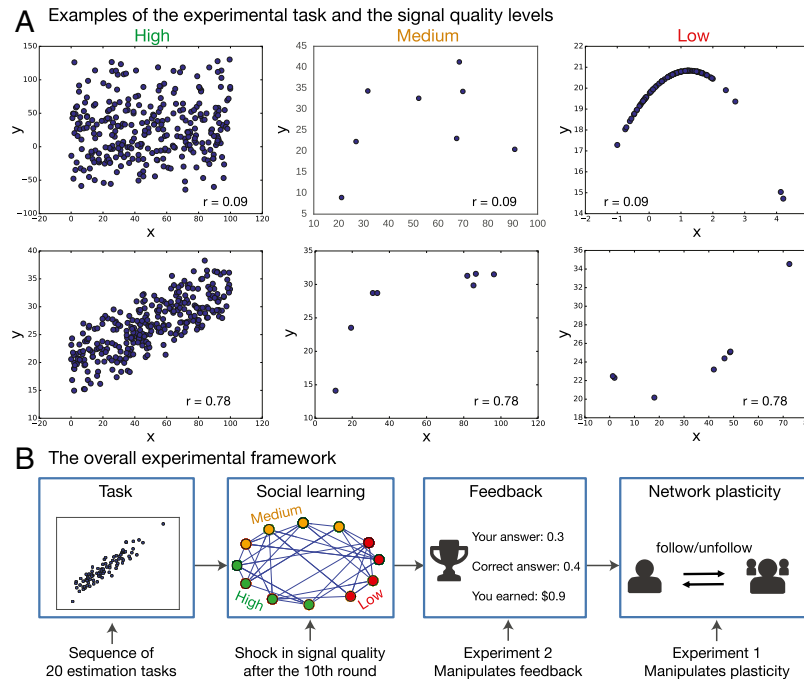 A Examples of the experimental task and the signal quality levels
High Medium Low
150
100
50
0
−50
−100
−20 0 20 40 60 80 100 120
y
x
r = 0.09
45
40
35
30
25
20
15
10
5
10 20 30 40 50 60 70 80 90 100
y
x
r = 0.09
22
21
20
19
18
17
16
15
14
−2 −1 0 1 2 3 4
y
x
r = 0.09
40
35
30
25
20
15
10
−20 0 20 40 60 80 100 120
y
x
r = 0.78
35
30
25
20
15
10
0 20 40 60 80 100 120
y
x
r = 0.78
36
34
32
30
28
26
24
22
20
18
−10 0 10 20 30 40 50 60 70
y
x
r = 0.78
B The overall experimental framework
Task
Social learning
Medium
High
Low
Feedback
Your answer: 0.3
Correct answer: 0.4
You earned: $0.9
Network plasticity
follow/unfollow
Sequence of
20 estimation tasks
Shock in signal quality
after the 10th round
Experiment 2
Manipulates feedback
Experiment 1
Manipulates plasticity